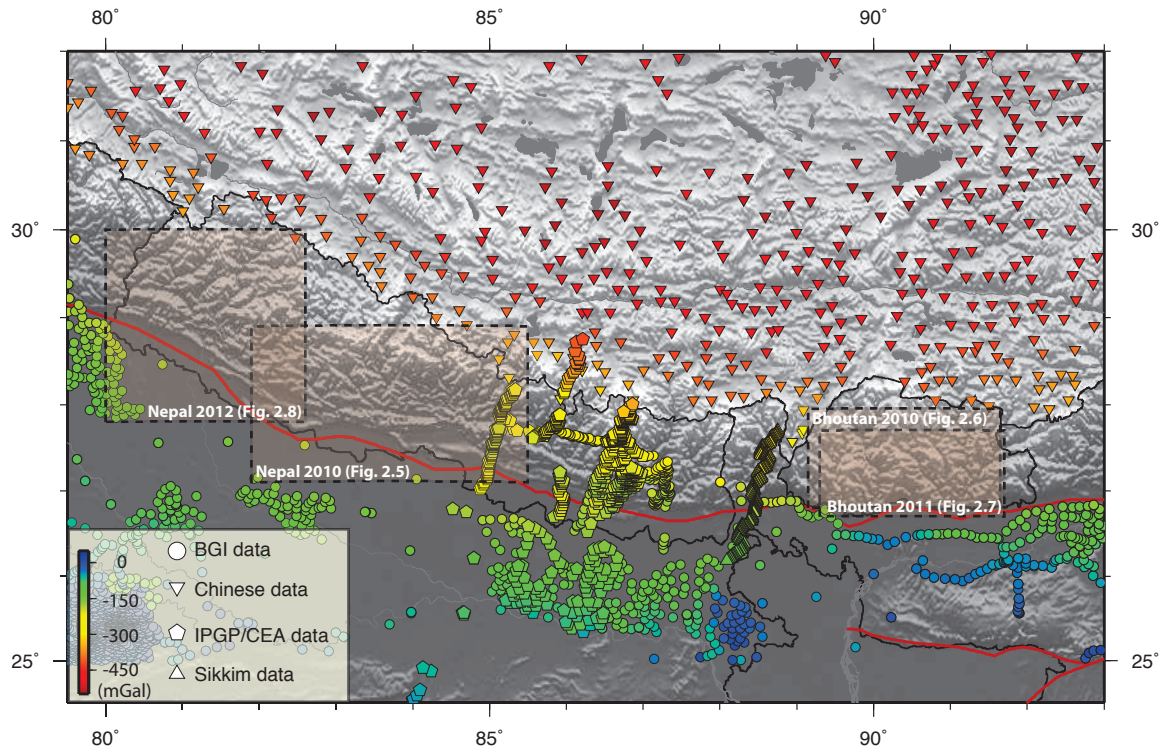 80° 85° 90°
30° 30°
Nepal 2012 (Fig. 2.8)
Bhoutan 2010 (Fig. 2.6)
Nepal 2010 (Fig. 2.5)
Bhoutan 2011 (Fig. 2.7)
0
-150
-300
-450
(mGal)
BGI data
Chinese data
IPGP/CEA data
Sikkim data
25° 25°
80° 85° 90°